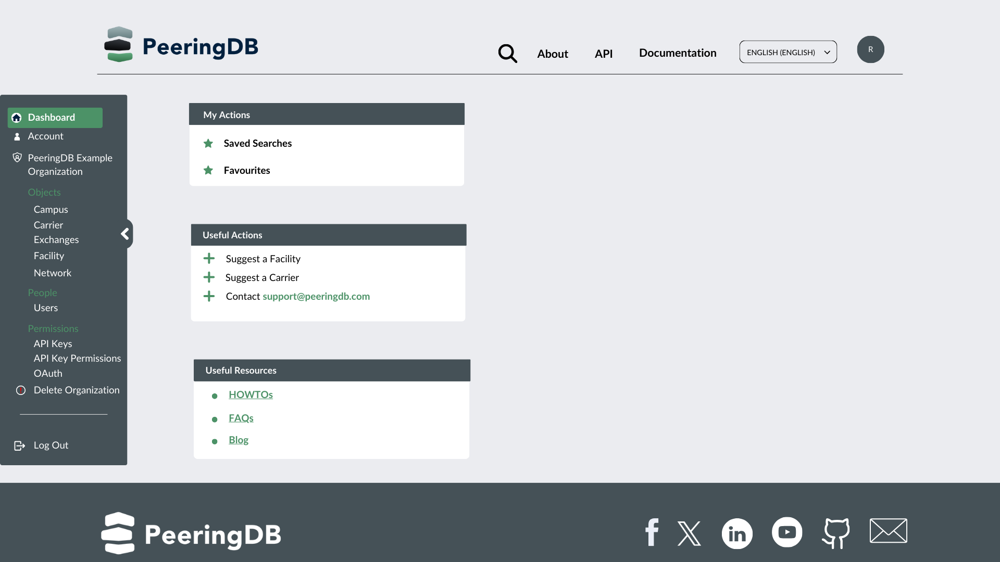 PeeringDB
About
API
Documentation
ENGLISH (ENGLISH)
R
Dashboard
Account
PeeringDB Example
Organization
Objects
Campus
Carrier
Exchanges
Facility
Network
People
Users
Permissions
API Keys
API Key Permissions
OAuth
Delete Organization
Log Out
My Actions
Saved Searches
Favourites
Useful Actions
Suggest a Facility
Suggest a Carrier
Contact support@peeringdb.com
Useful Resources
HOWTOs
FAQs
Blog
PeeringDB